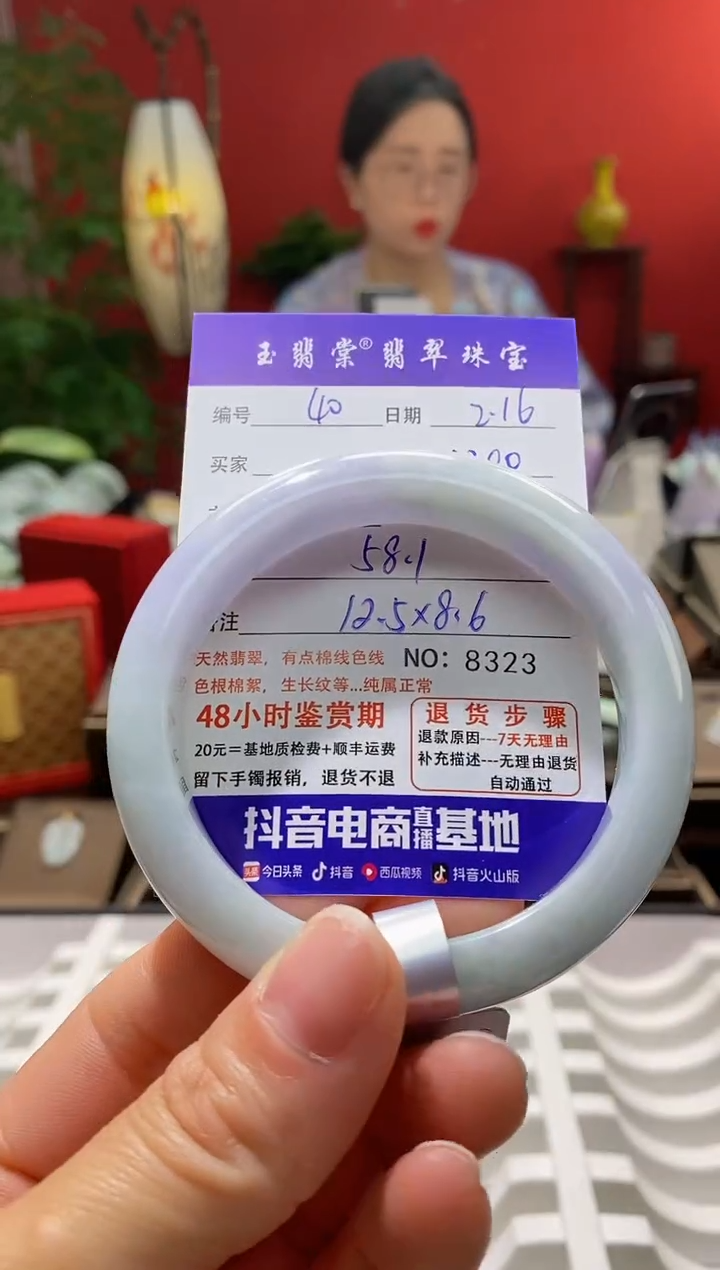 玉翡棠®翡翠珠宝
编号 40 日期 2.16
买家
58.1
注 12.5×8.6
天然翡翠，有点棉线色线 NO: 8323
色根棉絮，生长纹等...纯属正常
48小时鉴赏期
20元＝基地质检费+顺丰运费
留下手镯报销，退货不退
退货步骤
退款原因---7天无理由
补充描述---无理由退货
自动通过
抖音电商直播基地
头条 今日头条 抖音 西瓜视频 抖音火山版